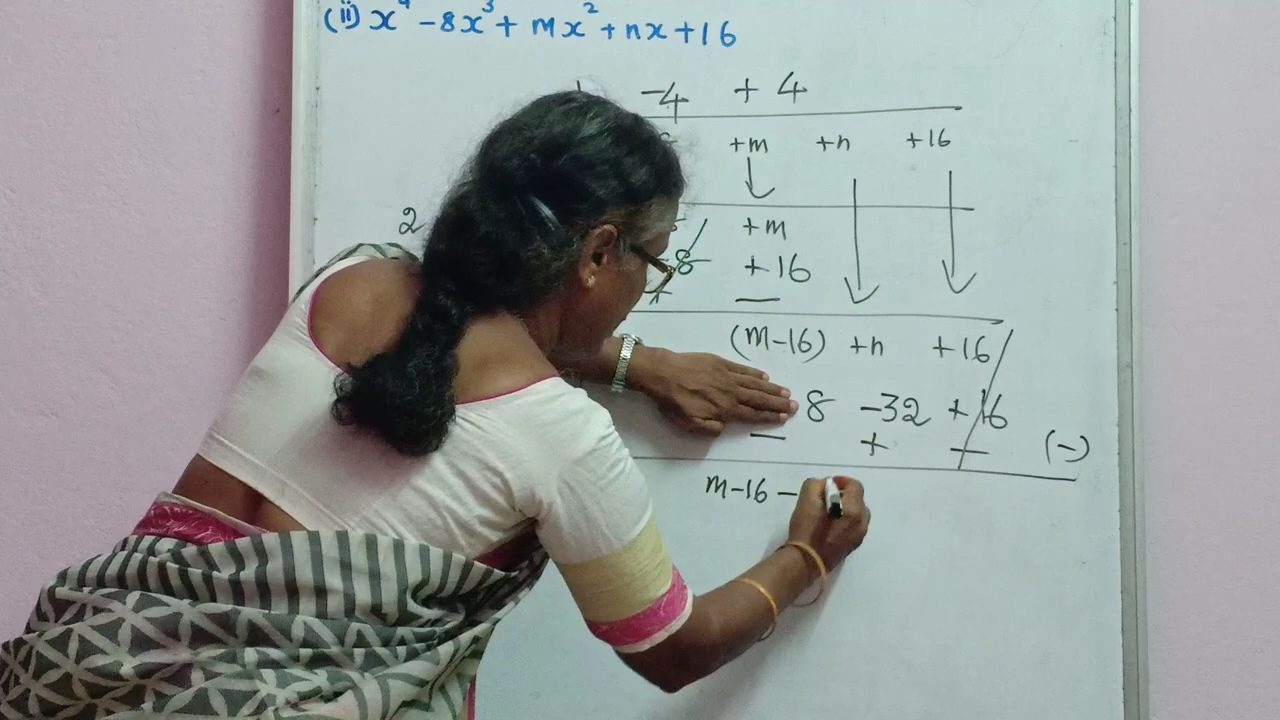 (ii) x⁴ - 8x³ + mx² + nx + 16
-4 + 4
+m +n +16
2 +m
8 +16
+ —
(m-16) +n +16
8 -32 +16
— + — (-)
m-16 -